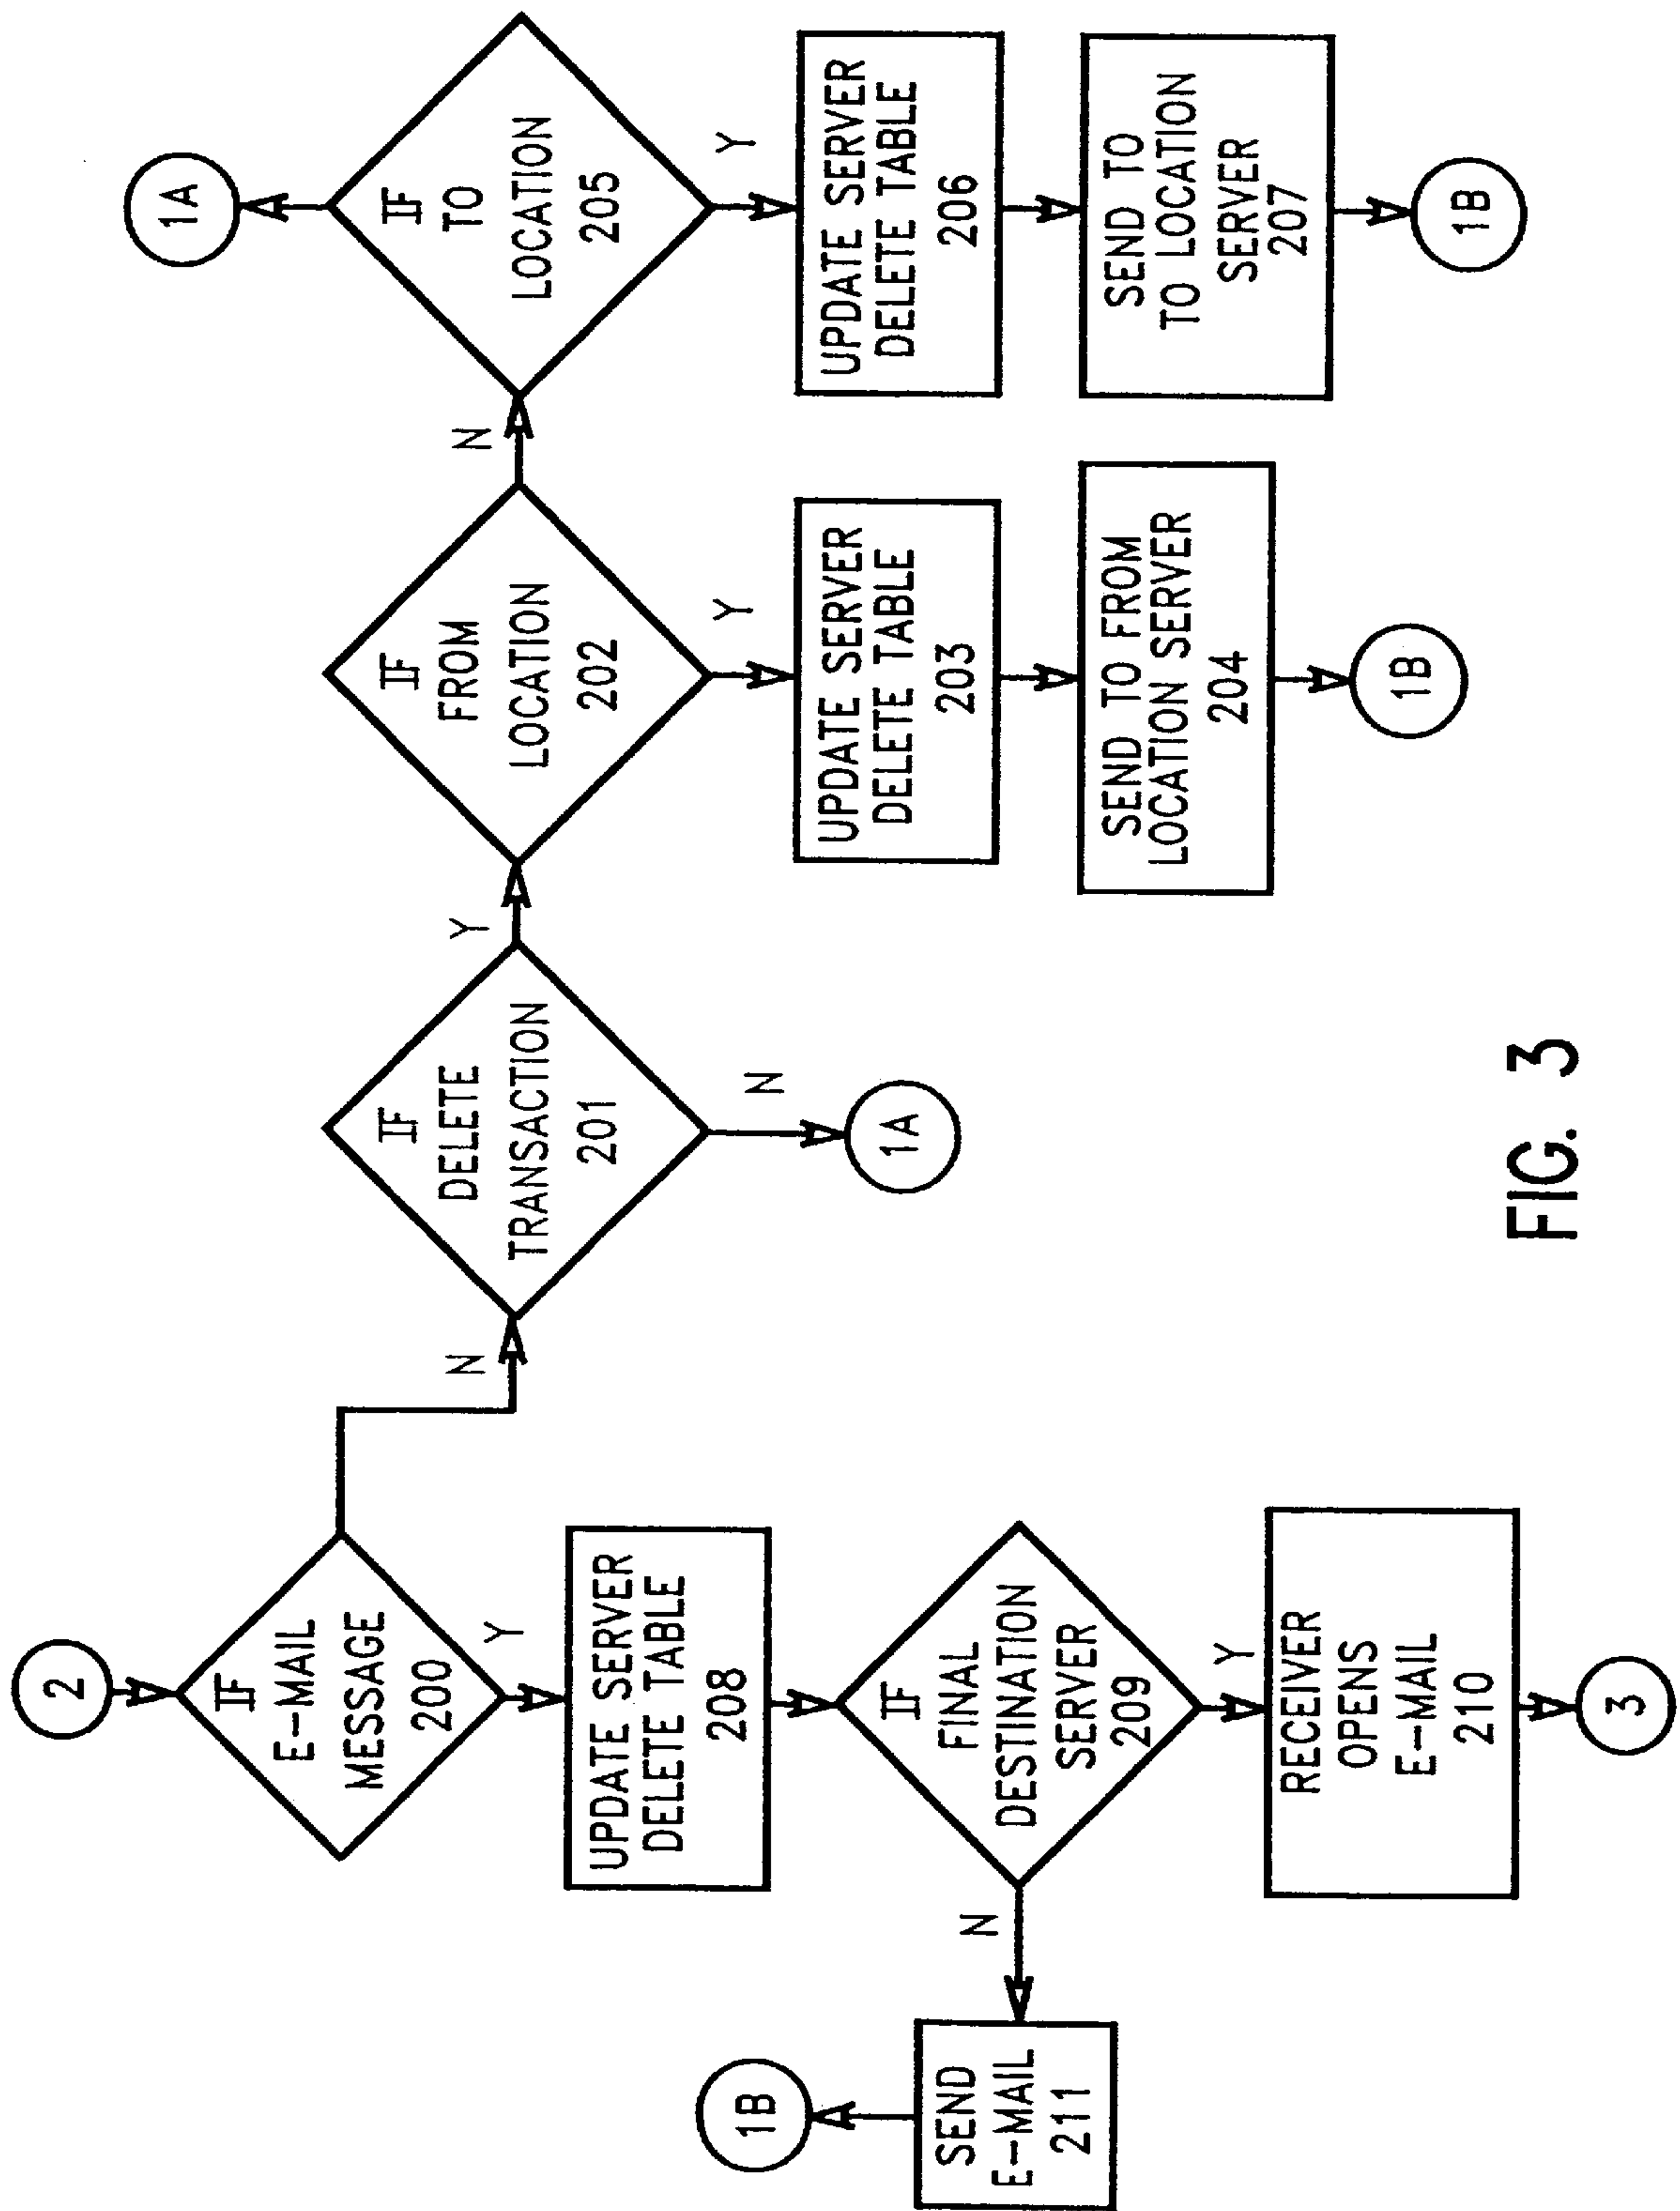 2
IF
E-MAIL
MESSAGE
200
N
Y
UPDATE SERVER
DELETE TABLE
208
IF
FINAL
DESTINATION
SERVER
209
N
Y
SEND
E-MAIL
211
1B
RECEIVER
OPENS
E-MAIL
210
3
IF
DELETE
TRANSACTION
201
Y
N
1A
IF
FROM
LOCATION
202
N
Y
UPDATE SERVER
DELETE TABLE
203
SEND TO FROM
LOCATION SERVER
204
1B
IF
TO
LOCATION
205
1A
Y
UPDATE SERVER
DELETE TABLE
206
SEND TO
TO LOCATION
SERVER
207
1B
FIG. 3